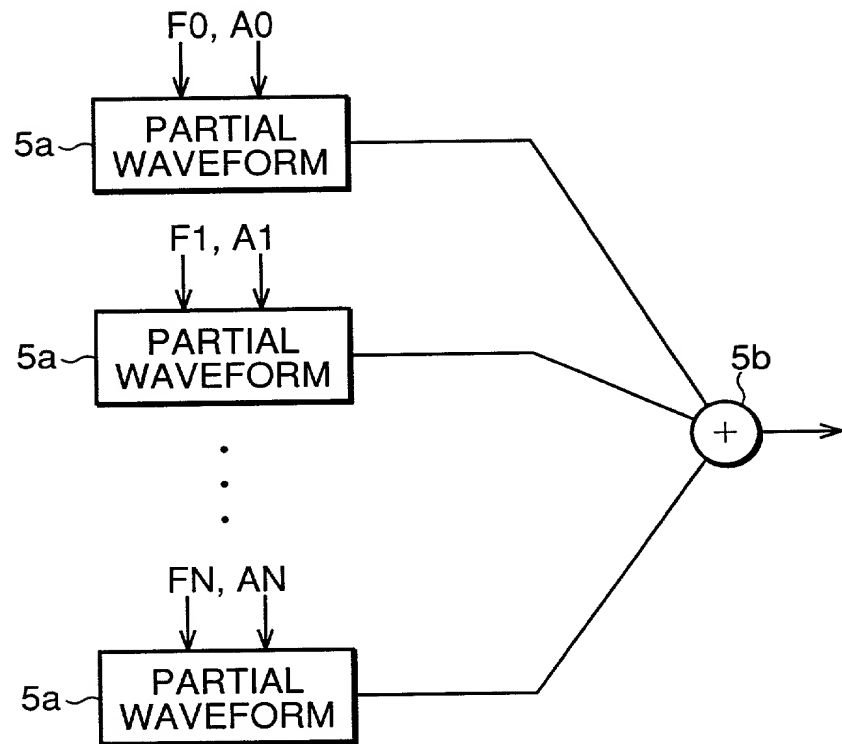 F0, A0
5a
PARTIAL
WAVEFORM
F1, A1
5a
PARTIAL
WAVEFORM
5b
+
FN, AN
5a
PARTIAL
WAVEFORM